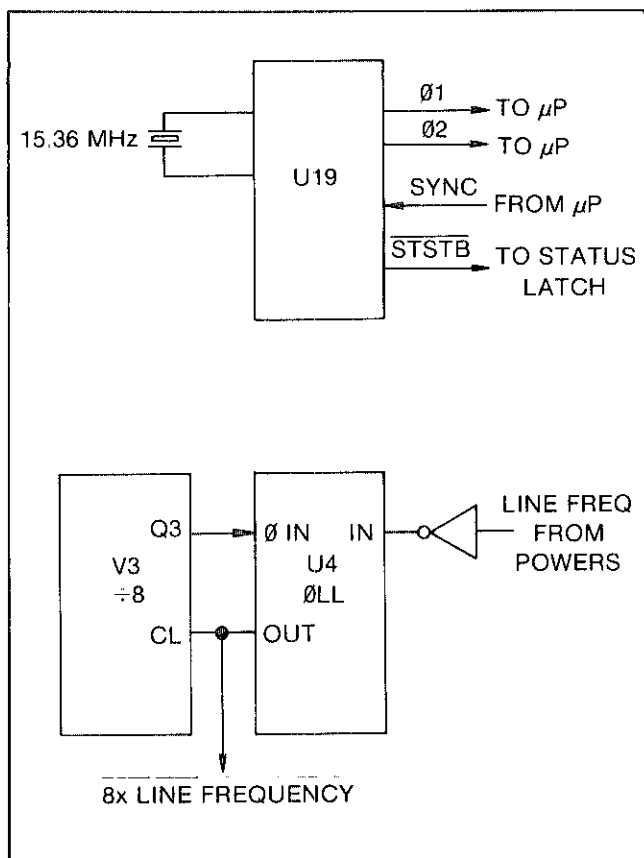 Ø1
TO μP
15.36 MHz
Ø2
TO μP
U19
SYNC
FROM μP
STSTB
TO STATUS
LATCH
Q3
Ø IN
IN
LINE FREQ
FROM
POWERS
V3
÷8
U4
ØLL
CL
OUT
8x LINE FREQUENCY